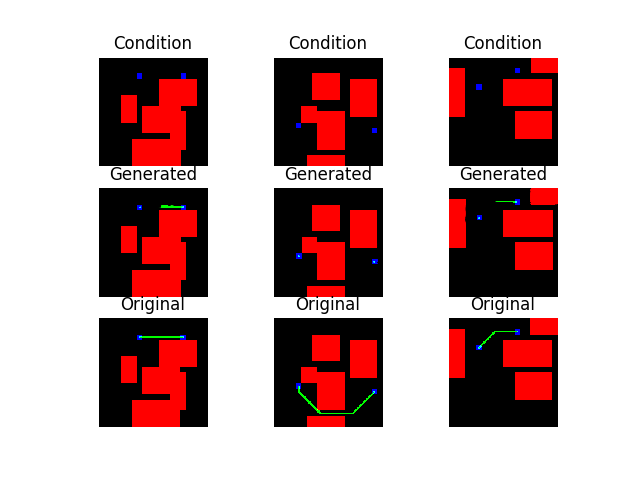 Condition Condition Condition
Generated Generated Generated
Original Original Original